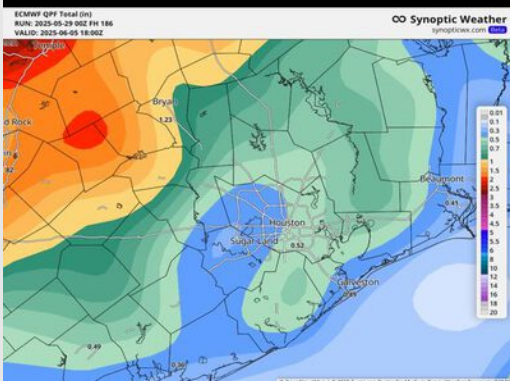 ECMWF QPF Total (in)
RUN: 2025-05-29 00Z FH 186
VALID: 2025-06-05 18:00Z
Synoptic Weather
synopticwx.com Beta
Temple
Bryan
1.23
d Rock
Houston
Sugar Land
0.52
Beaumont
0.41
Galveston
0.49
0.01
0.1
0.3
0.5
0.7
1
1.5
2
2.5
3
3.5
4
4.5
5
5.5
6
8
10
12
14
16
18
20